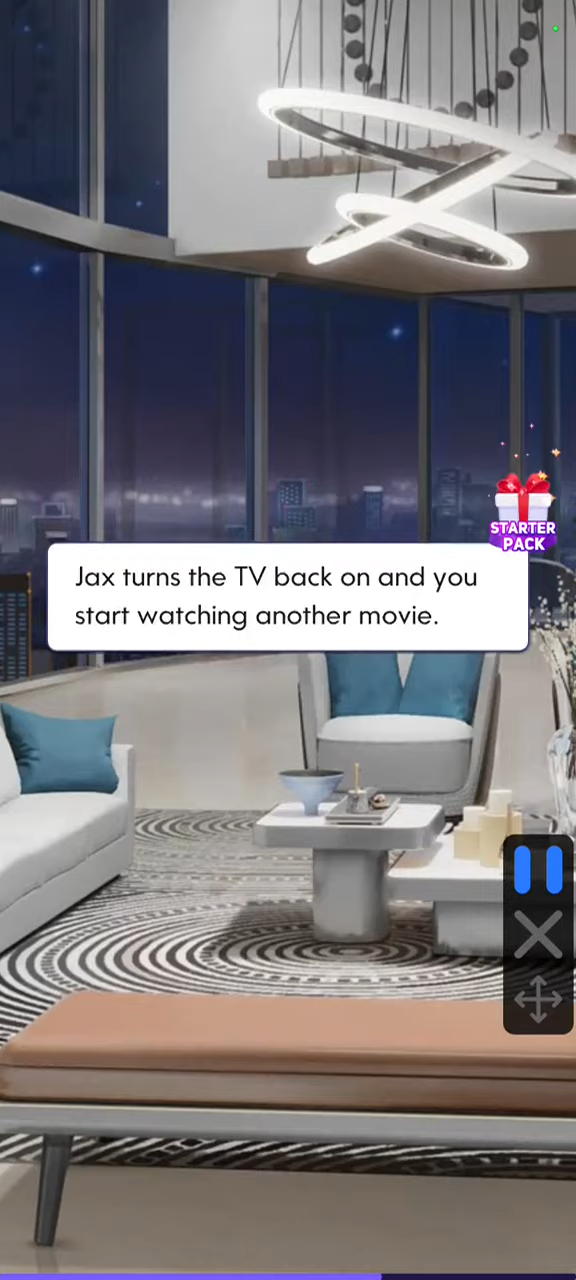 STARTER
PACK
Jax turns the TV back on and you
start watching another movie.